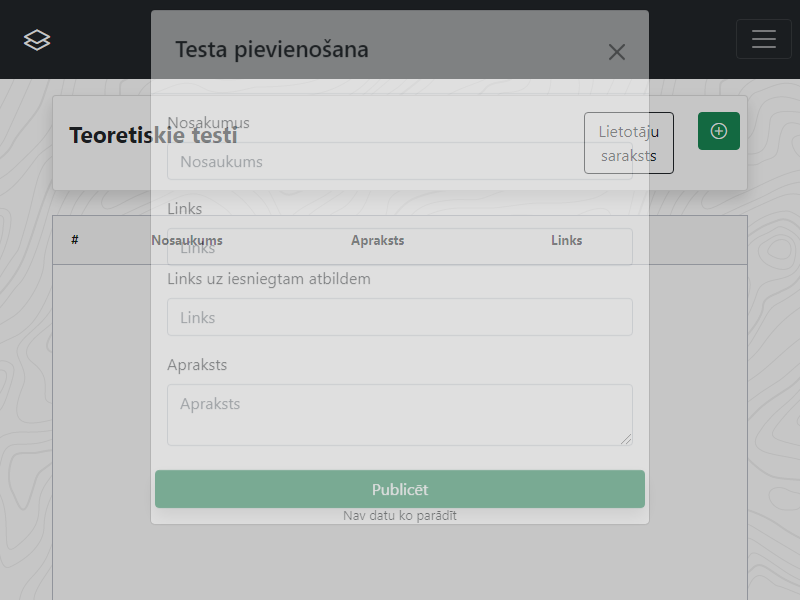 Testa pievienošana
Nosakumus
Teoretiskie testi
Lietotāju
saraksts
Nosaukums
Links
# Nosaukums Apraksts Links
Links
Links uz iesniegtam atbildem
Links
Apraksts
Apraksts
Publicēt
Nav datu ko parādīt